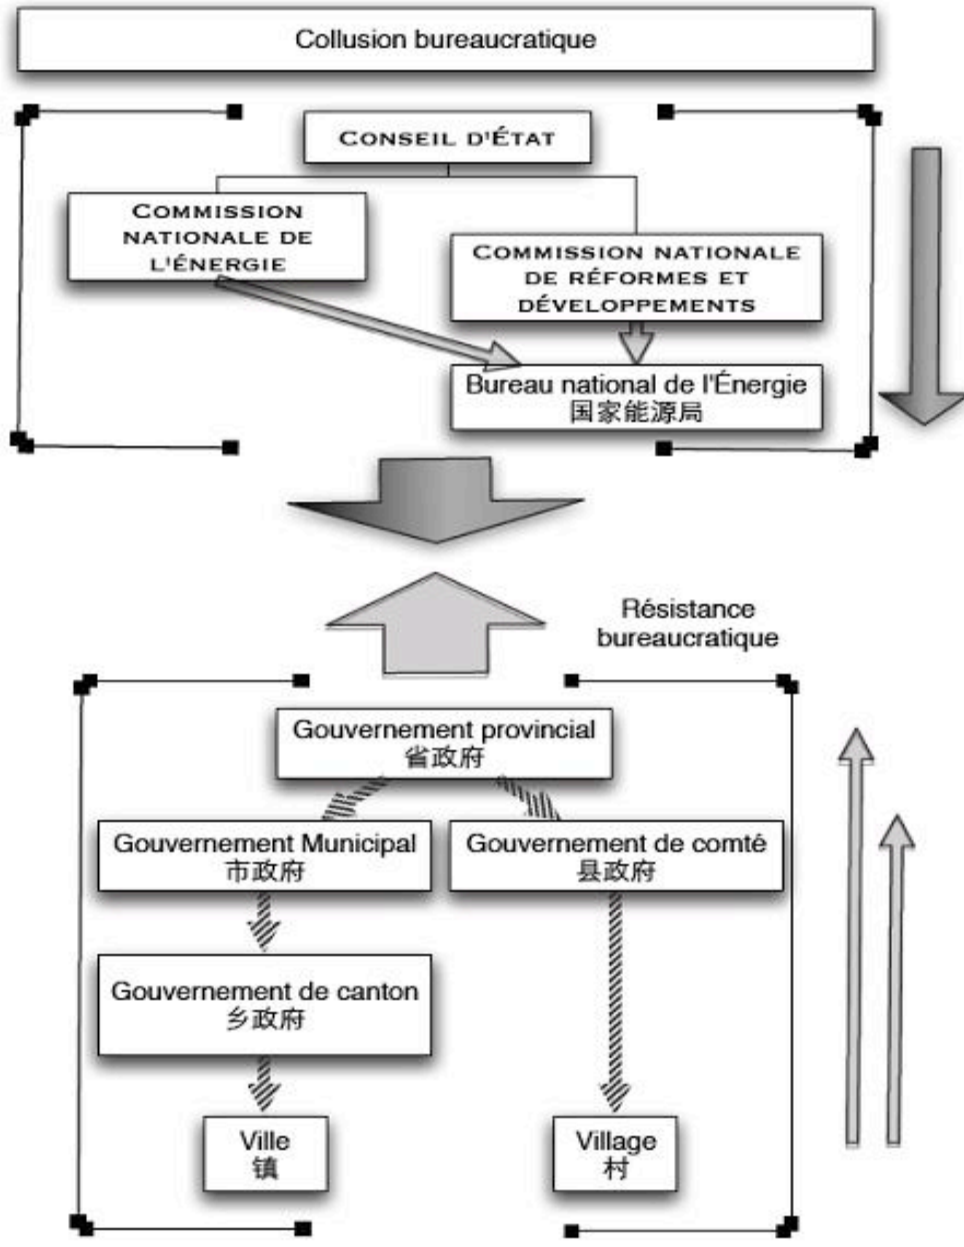 Collusion bureaucratique
CONSEIL D'ÉTAT
COMMISSION
NATIONALE DE
L'ÉNERGIE
COMMISSION NATIONALE
DE RÉFORMES ET
DÉVELOPPEMENTS
Bureau national de l'Énergie
国家能源局
Résistance
bureaucratique
Gouvernement provincial
省政府
Gouvernement Municipal
市政府
Gouvernement de comté
县政府
Gouvernement de canton
乡政府
Ville
镇
Village
村